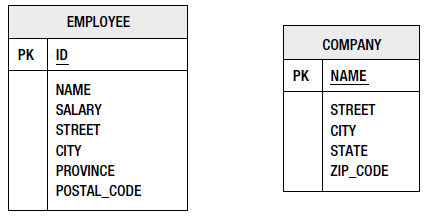 EMPLOYEE
PK ID
NAME
SALARY
STREET
CITY
PROVINCE
POSTAL_CODE
COMPANY
PK NAME
STREET
CITY
STATE
ZIP_CODE